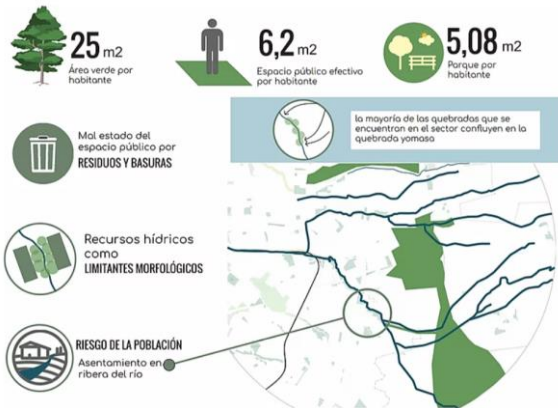 25 m2
Área verde por
habitante
6,2 m2
Espacio público efectivo
por habitante
5,08 m2
Parque por
habitante
la mayoría de las quebradas que se
encuentran en el sector confluyen en la
quebrada yomasa
Mal estado del
espacio público por
RESIDUOS Y BASURAS
Recursos hídricos
como
LIMITANTES MORFOLÓGICOS
RIESGO DE LA POBLACIÓN
Asentamiento en
ribera del río